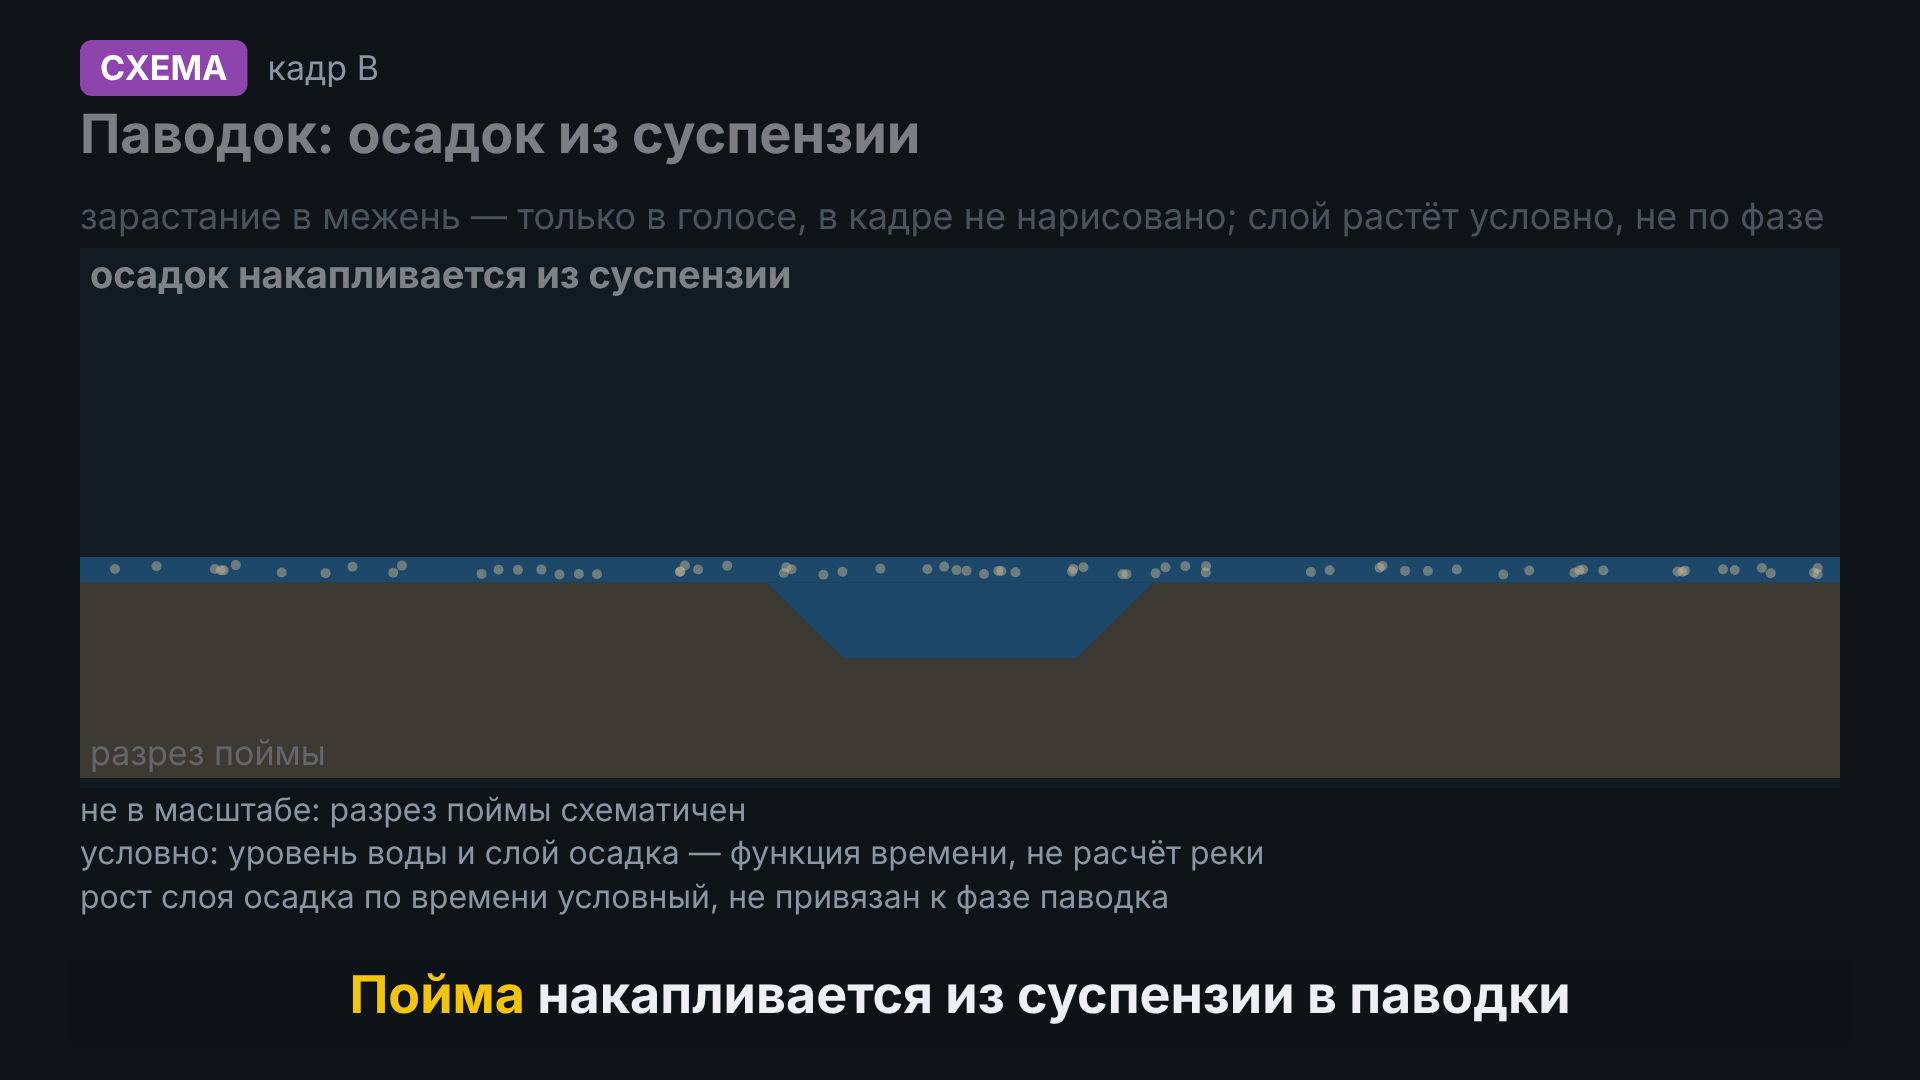 СХЕМА кадр В
Паводок: осадок из суспензии
зарастание в межень — только в голосе, в кадре не нарисовано; слой растёт условно, не по фазе
осадок накапливается из суспензии
разрез поймы
не в масштабе: разрез поймы схематичен
условно: уровень воды и слой осадка — функция времени, не расчёт реки
рост слоя осадка по времени условный, не привязан к фазе паводка
Пойма накапливается из суспензии в паводки